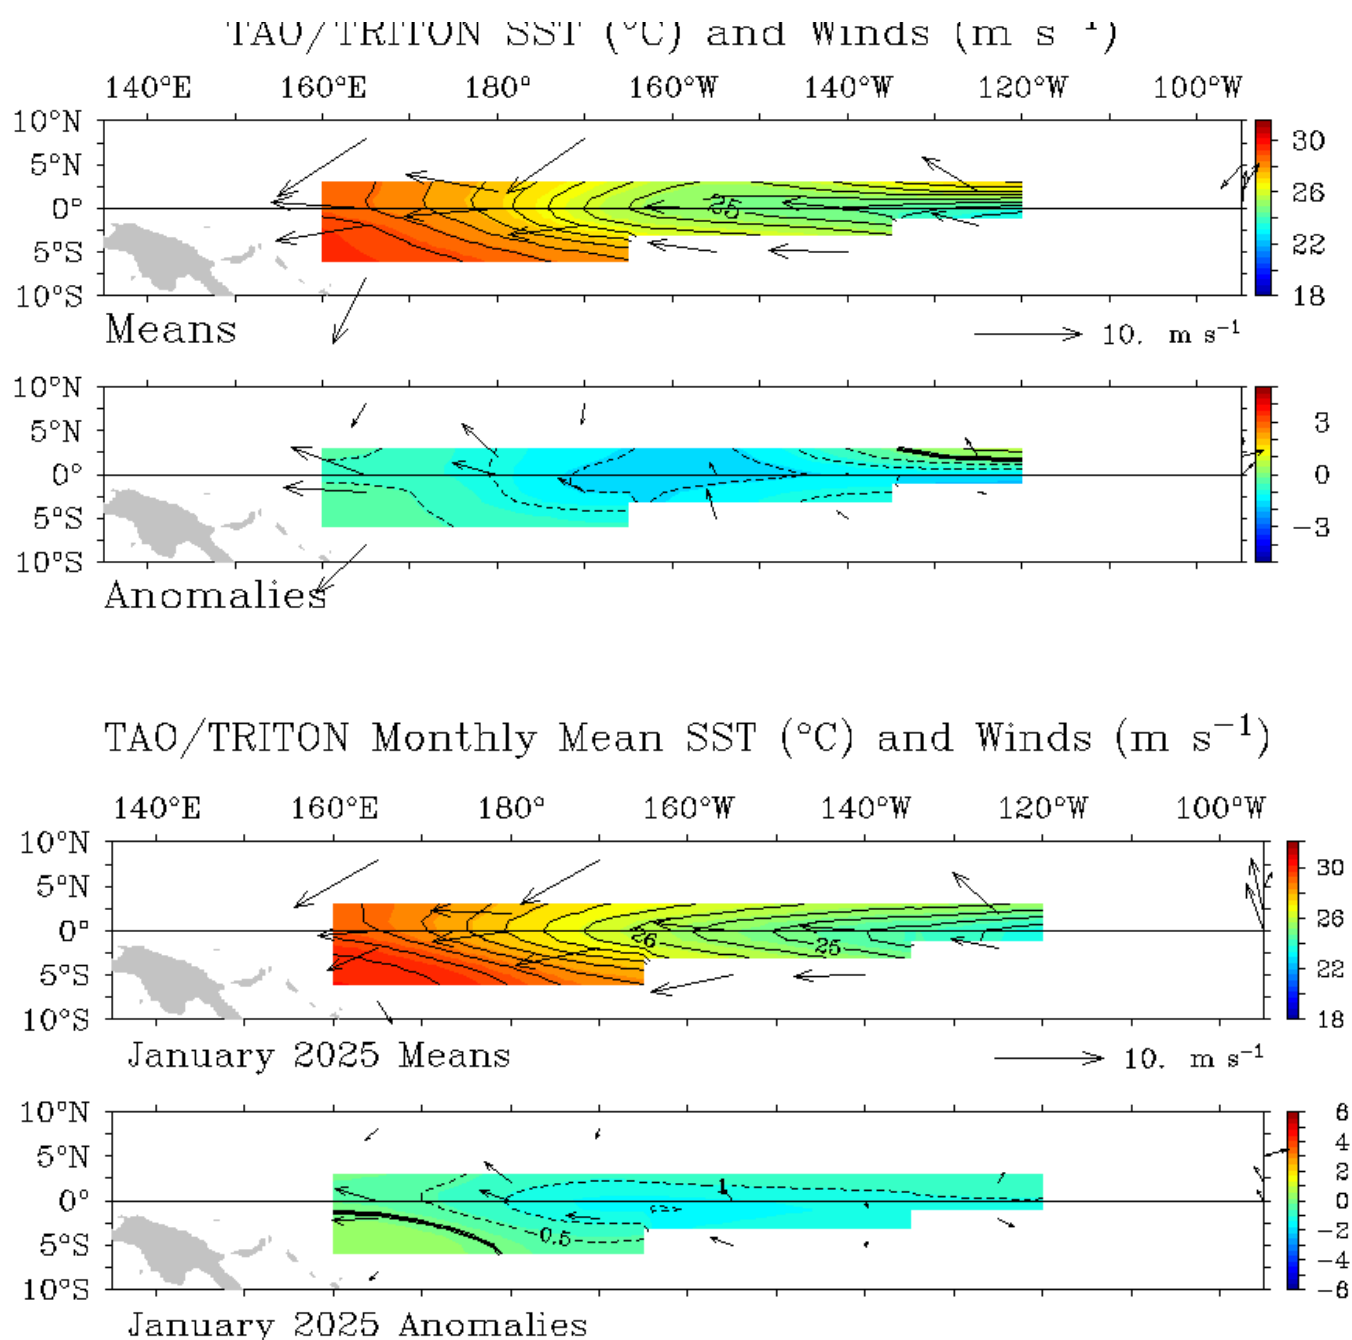 TAO/TRITON SST (°C) and Winds (m s⁻¹)
140°E 160°E 180° 160°W 140°W 120°W 100°W
10°N
5°N
0°
5°S
10°S
25
30
26
22
18
Means
10. m s⁻¹
10°N
5°N
0°
5°S
10°S
3
0
−3
Anomalies
TAO/TRITON Monthly Mean SST (°C) and Winds (m s⁻¹)
140°E 160°E 180° 160°W 140°W 120°W 100°W
10°N
5°N
0°
5°S
10°S
26
25
30
26
22
18
January 2025 Means
10. m s⁻¹
10°N
5°N
0°
5°S
10°S
1
0.5
6
4
2
0
−2
−4
−6
January 2025 Anomalies